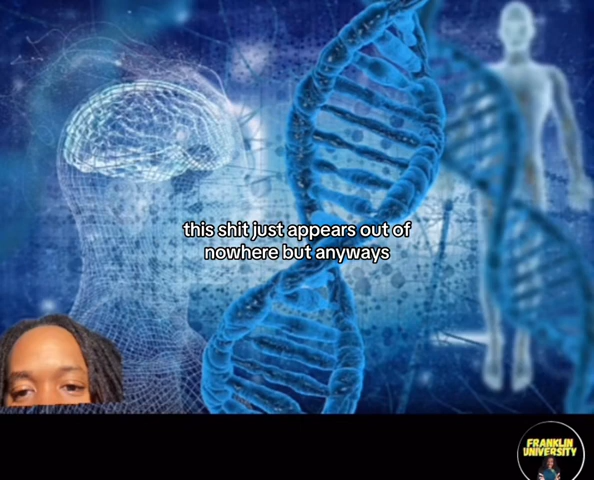 this shit just appears out of
nowhere but anyways
FRANKLIN
UNIVERSITY